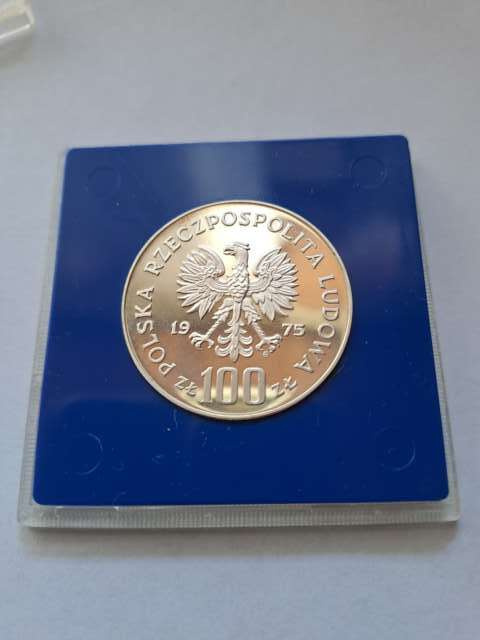 POLSKA RZECZPOSPOLITA LUDOWA
19 75
ZŁ 100 ZŁ